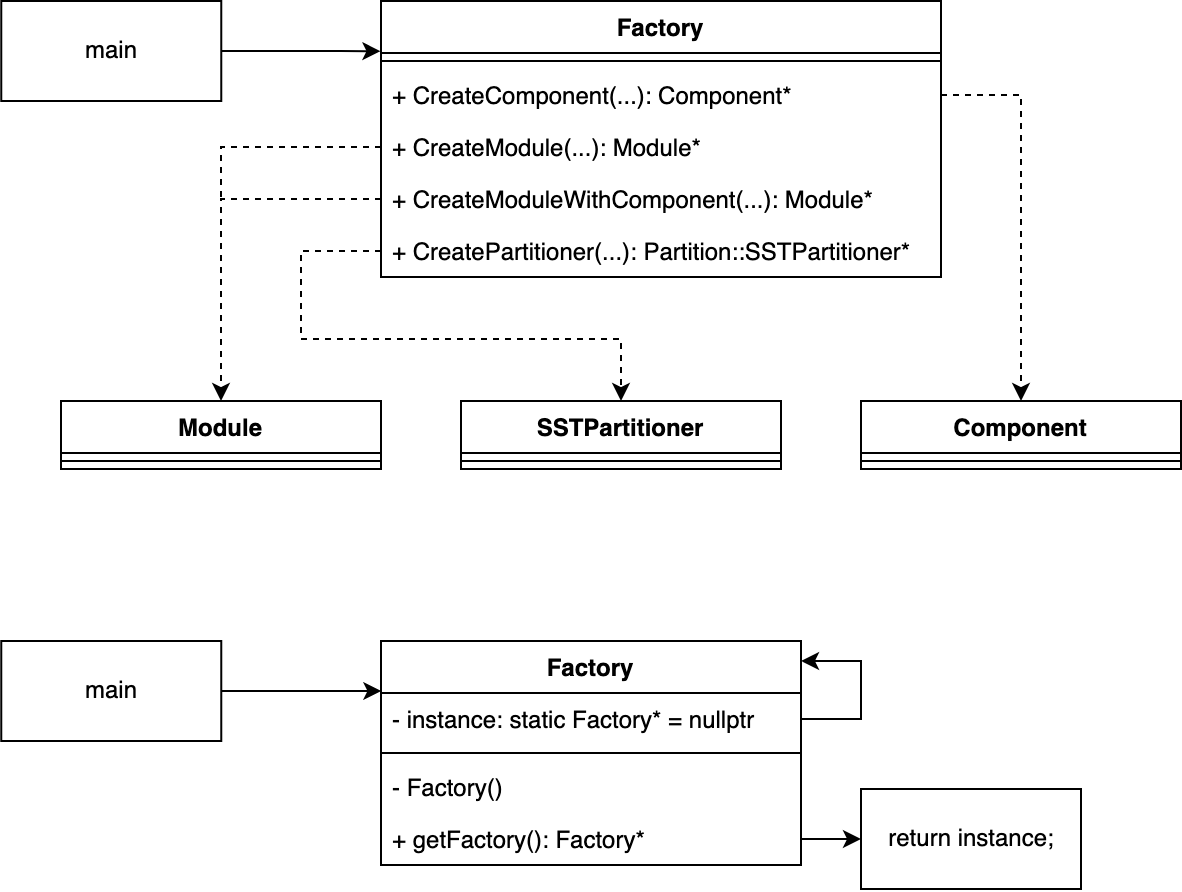 main
Factory
+ CreateComponent(...): Component*
+ CreateModule(...): Module*
+ CreateModuleWithComponent(...): Module*
+ CreatePartitioner(...): Partition::SSTPartitioner*
Module
SSTPartitioner
Component
main
Factory
- instance: static Factory* = nullptr
- Factory()
+ getFactory(): Factory*
return instance;